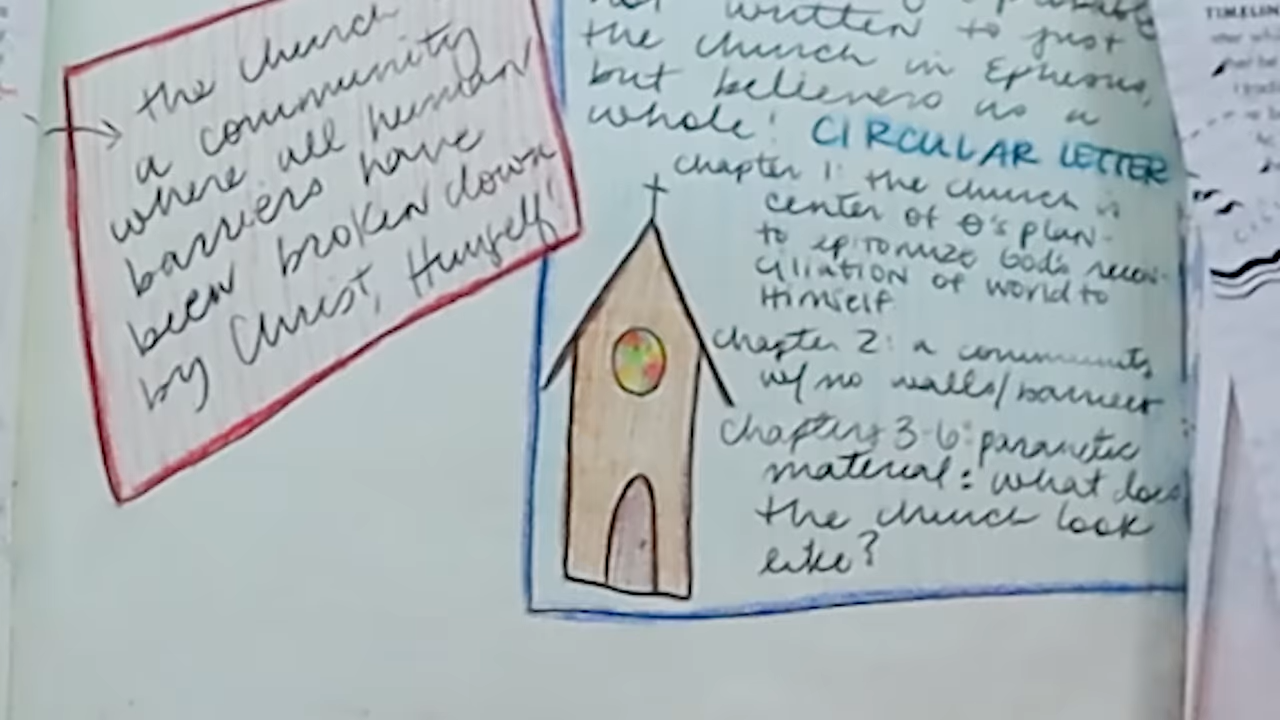 the church
a community
where all human
barriers have
been broken down
by Christ, Himself!
not written to just
the church in Ephesus,
but believers as a
whole! CIRCULAR LETTER
chapter 1: the church is
center of θ's plan-
to epitomize God's recon-
ciliation of world to
Himself
chapter 2: a community
w/ no walls/barriers
chapters 3-6: paranetic
material: what does
the church look
like?
TIMELIN